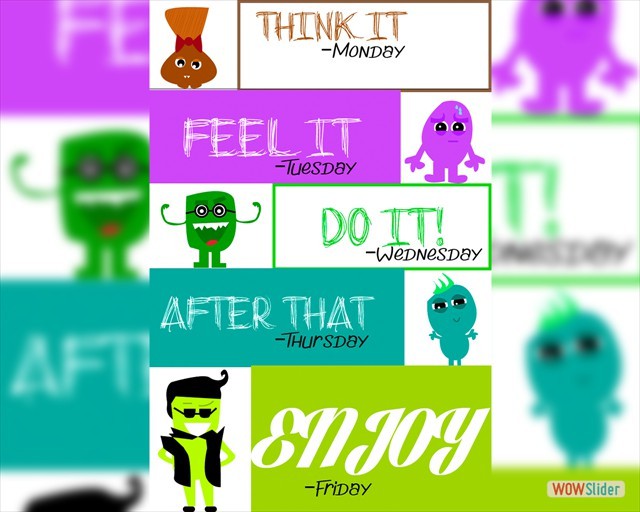 THINK IT
-MONDAY
FEEL IT
-TUESDAY
DO IT!
-WEDNESDAY
AFTER THAT
-THURSDAY
ENJOY
-FRIDAY
WOWSlider